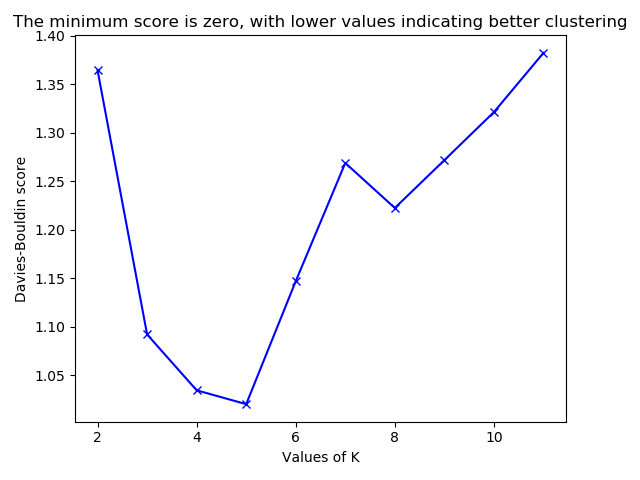 The minimum score is zero, with lower values indicating better clustering
1.40
1.35
1.30
1.25
1.20
1.15
1.10
1.05
Davies-Bouldin score
2 4 6 8 10
Values of K